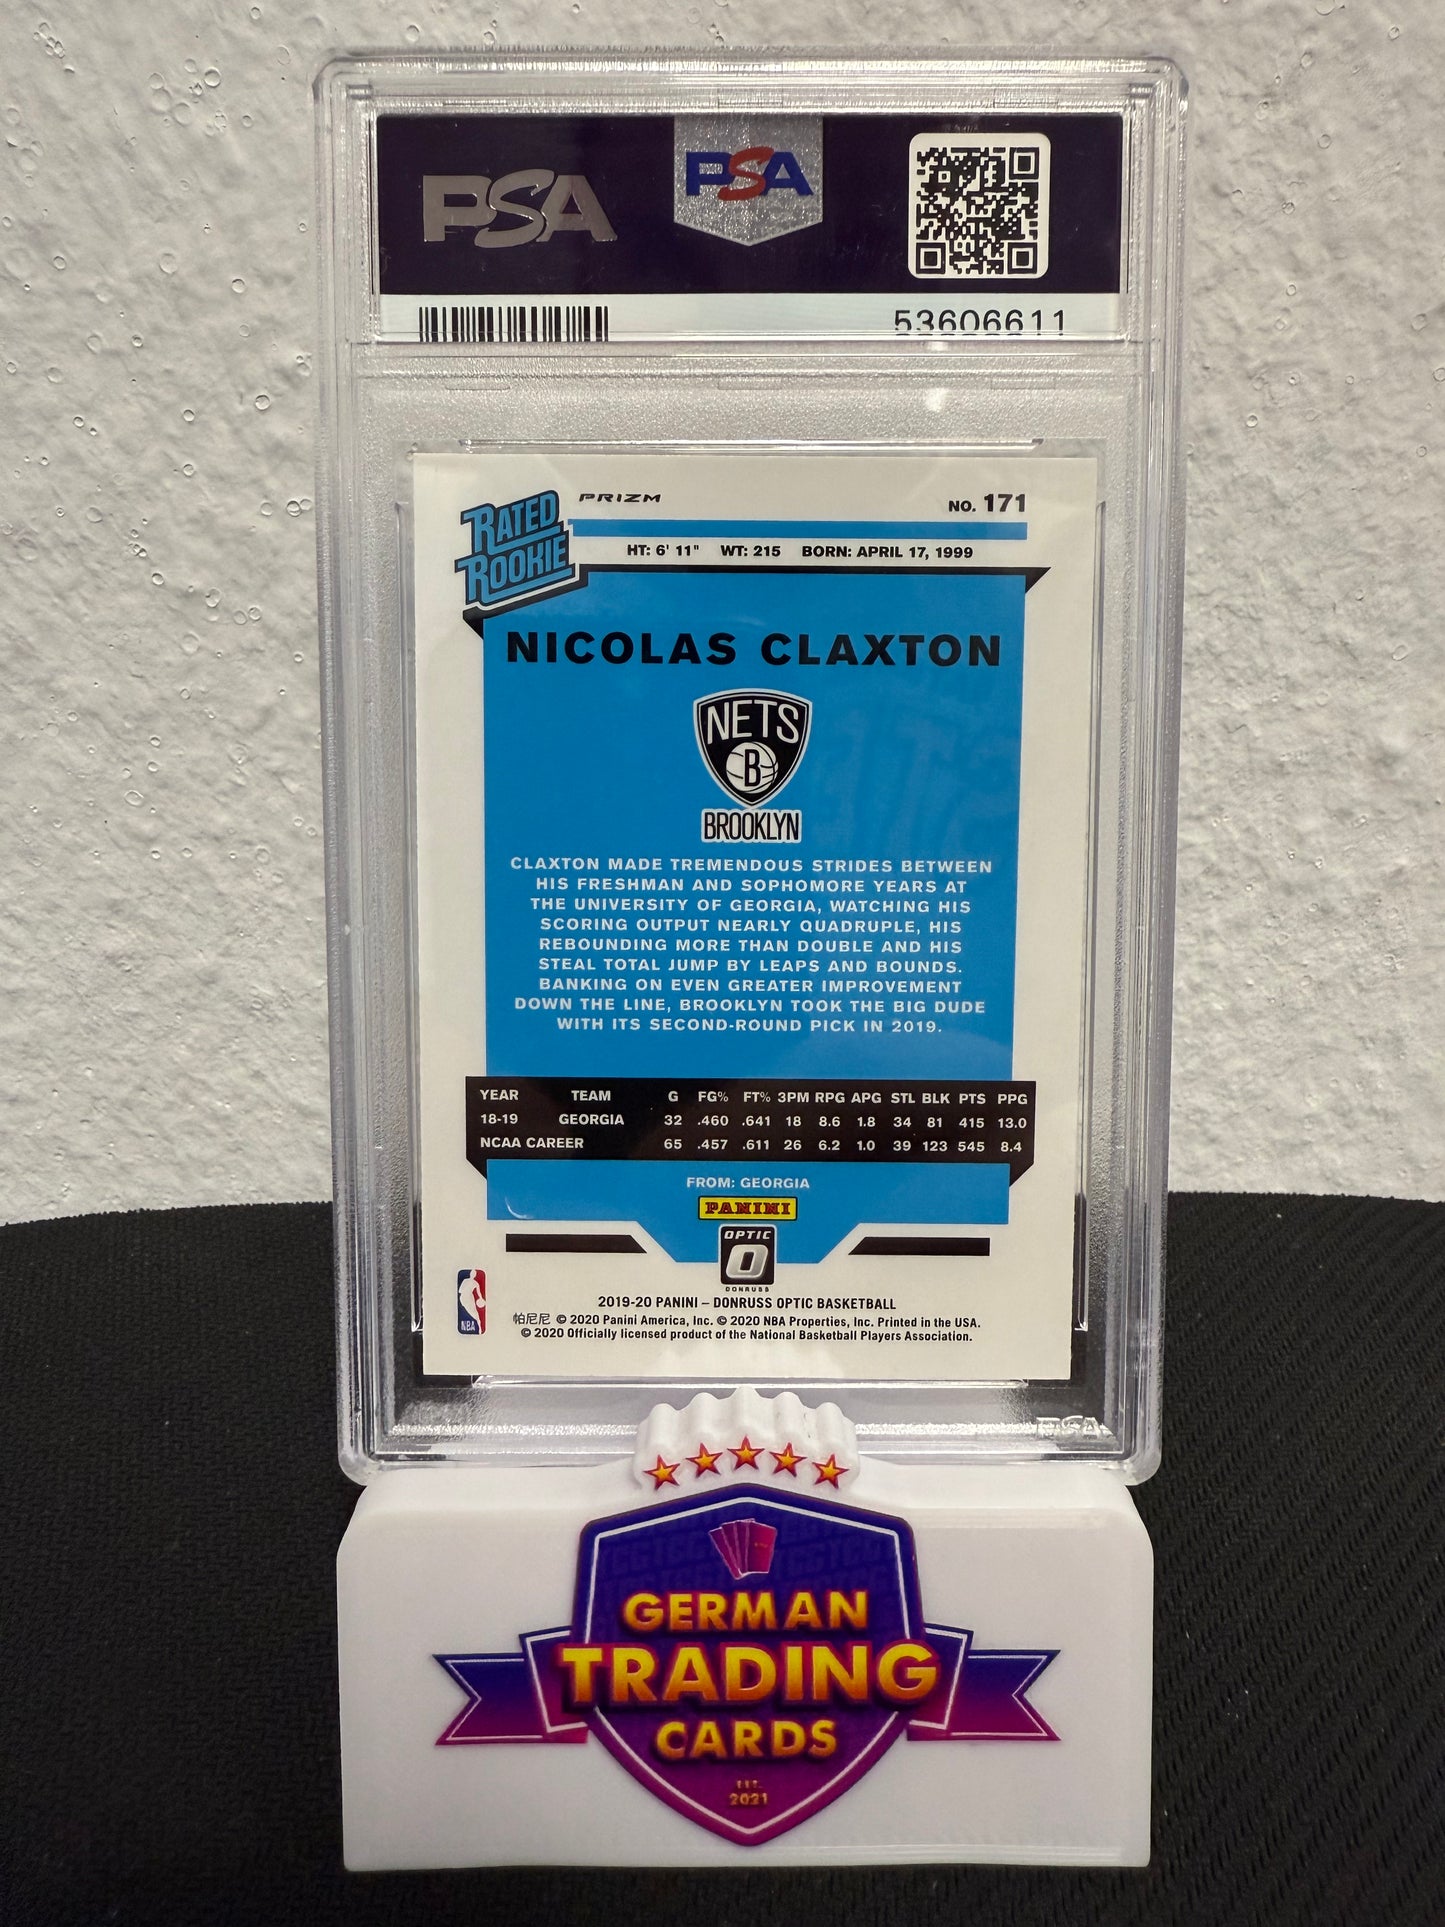 PSA
PSA
53606611
RATED
ROOKIE
PRIZM
NO. 171
HT: 6' 11" WT: 215 BORN: APRIL 17, 1999
NICOLAS CLAXTON
NETS
B
BROOKLYN
CLAXTON MADE TREMENDOUS STRIDES BETWEEN
HIS FRESHMAN AND SOPHOMORE YEARS AT
THE UNIVERSITY OF GEORGIA, WATCHING HIS
SCORING OUTPUT NEARLY QUADRUPLE, HIS
REBOUNDING MORE THAN DOUBLE AND HIS
STEAL TOTAL JUMP BY LEAPS AND BOUNDS.
BANKING ON EVEN GREATER IMPROVEMENT
DOWN THE LINE, BROOKLYN TOOK THE BIG DUDE
WITH ITS SECOND-ROUND PICK IN 2019.
YEAR TEAM G FG% FT% 3PM RPG APG STL BLK PTS PPG
18-19 GEORGIA 32 .460 .641 18 8.6 1.8 34 81 415 13.0
NCAA CAREER 65 .457 .611 26 6.2 1.0 39 123 545 8.4
FROM: GEORGIA
PANINI
OPTIC
O
DONRUSS
NBA
2019-20 PANINI – DONRUSS OPTIC BASKETBALL
帕尼尼 © 2020 Panini America, Inc. © 2020 NBA Properties, Inc. Printed in the USA.
© 2020 Officially licensed product of the National Basketball Players Association.
PSA
GERMAN
TRADING
CARDS
EST.
2021